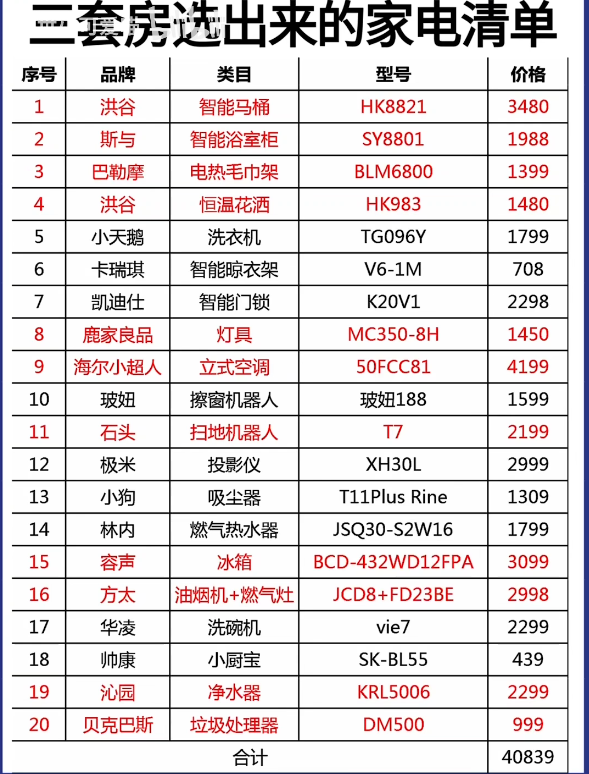 三套房选出来的家电清单
序号 品牌 类目 型号 价格
1 洪谷 智能马桶 HK8821 3480
2 斯与 智能浴室柜 SY8801 1988
3 巴勒摩 电热毛巾架 BLM6800 1399
4 洪谷 恒温花洒 HK983 1480
5 小天鹅 洗衣机 TG096Y 1799
6 卡瑞琪 智能晾衣架 V6-1M 708
7 凯迪仕 智能门锁 K20V1 2298
8 鹿家良品 灯具 MC350-8H 1450
9 海尔小超人 立式空调 50FCC81 4199
10 玻妞 擦窗机器人 玻妞188 1599
11 石头 扫地机器人 T7 2199
12 极米 投影仪 XH30L 2999
13 小狗 吸尘器 T11Plus Rine 1309
14 林内 燃气热水器 JSQ30-S2W16 1799
15 容声 冰箱 BCD-432WD12FPA 3099
16 方太 油烟机+燃气灶 JCD8+FD23BE 2998
17 华凌 洗碗机 vie7 2299
18 帅康 小厨宝 SK-BL55 439
19 沁园 净水器 KRL5006 2299
20 贝克巴斯 垃圾处理器 DM500 999
合计 40839